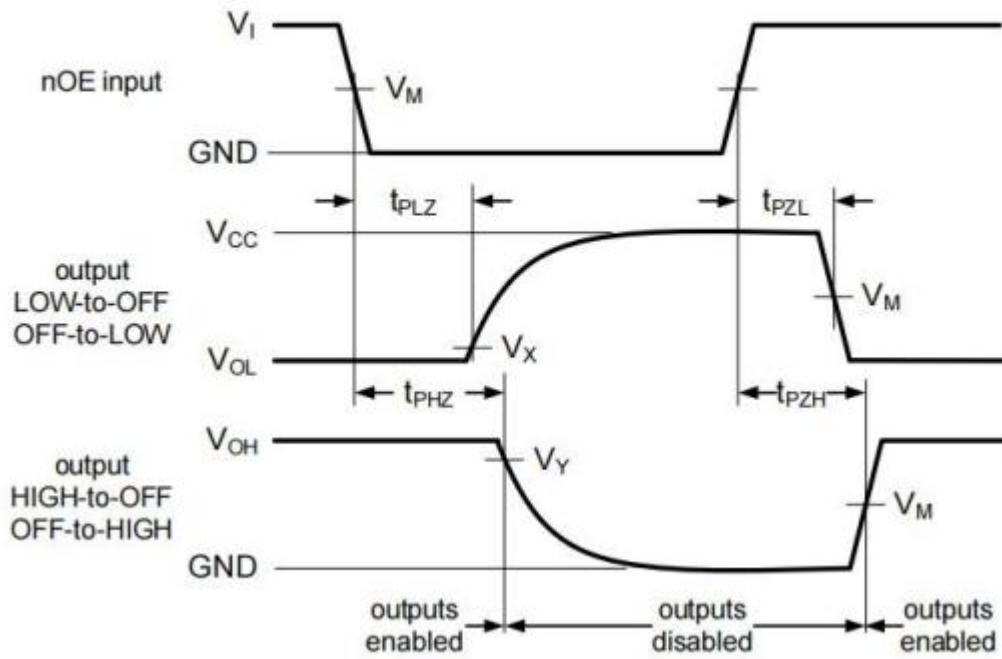 V_I
nOE input
V_M
GND
t_PLZ
t_PZL
V_CC
output
LOW-to-OFF
OFF-to-LOW
V_M
V_X
V_OL
t_PHZ
t_PZH
V_OH
output
HIGH-to-OFF
OFF-to-HIGH
V_Y
V_M
GND
outputs
enabled
outputs
disabled
outputs
enabled